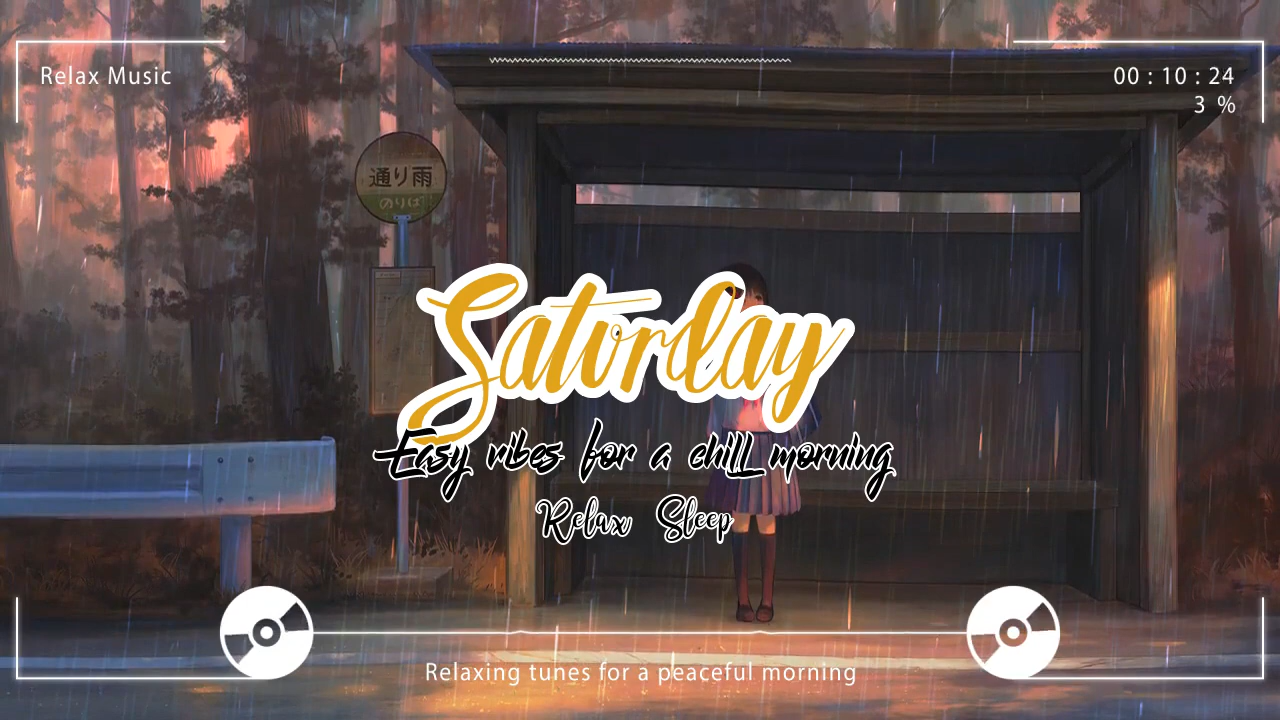 Relax Music
00 : 10 : 24
3 %
通り雨
のりば
Saturday
Easy vibes for a chill morning
Relax Sleep
Relaxing tunes for a peaceful morning